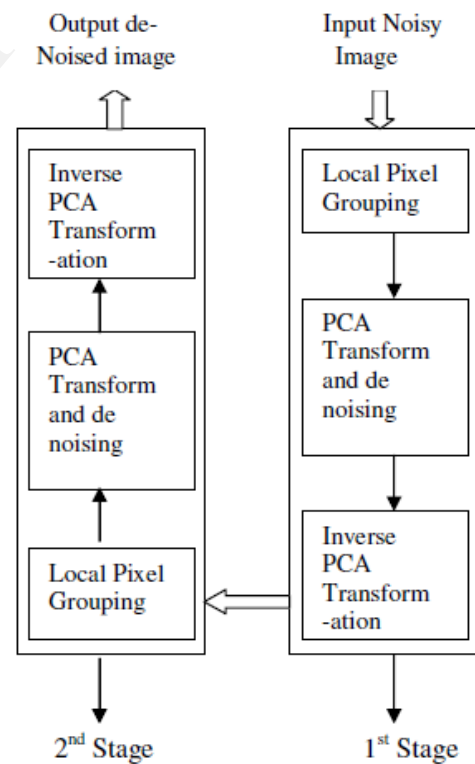 Output de-
Noised image
Input Noisy
Image
Inverse
PCA
Transform
-ation
PCA
Transform
and de
noising
Local Pixel
Grouping
2nd Stage
Local Pixel
Grouping
PCA
Transform
and de
noising
Inverse
PCA
Transform
-ation
1st Stage